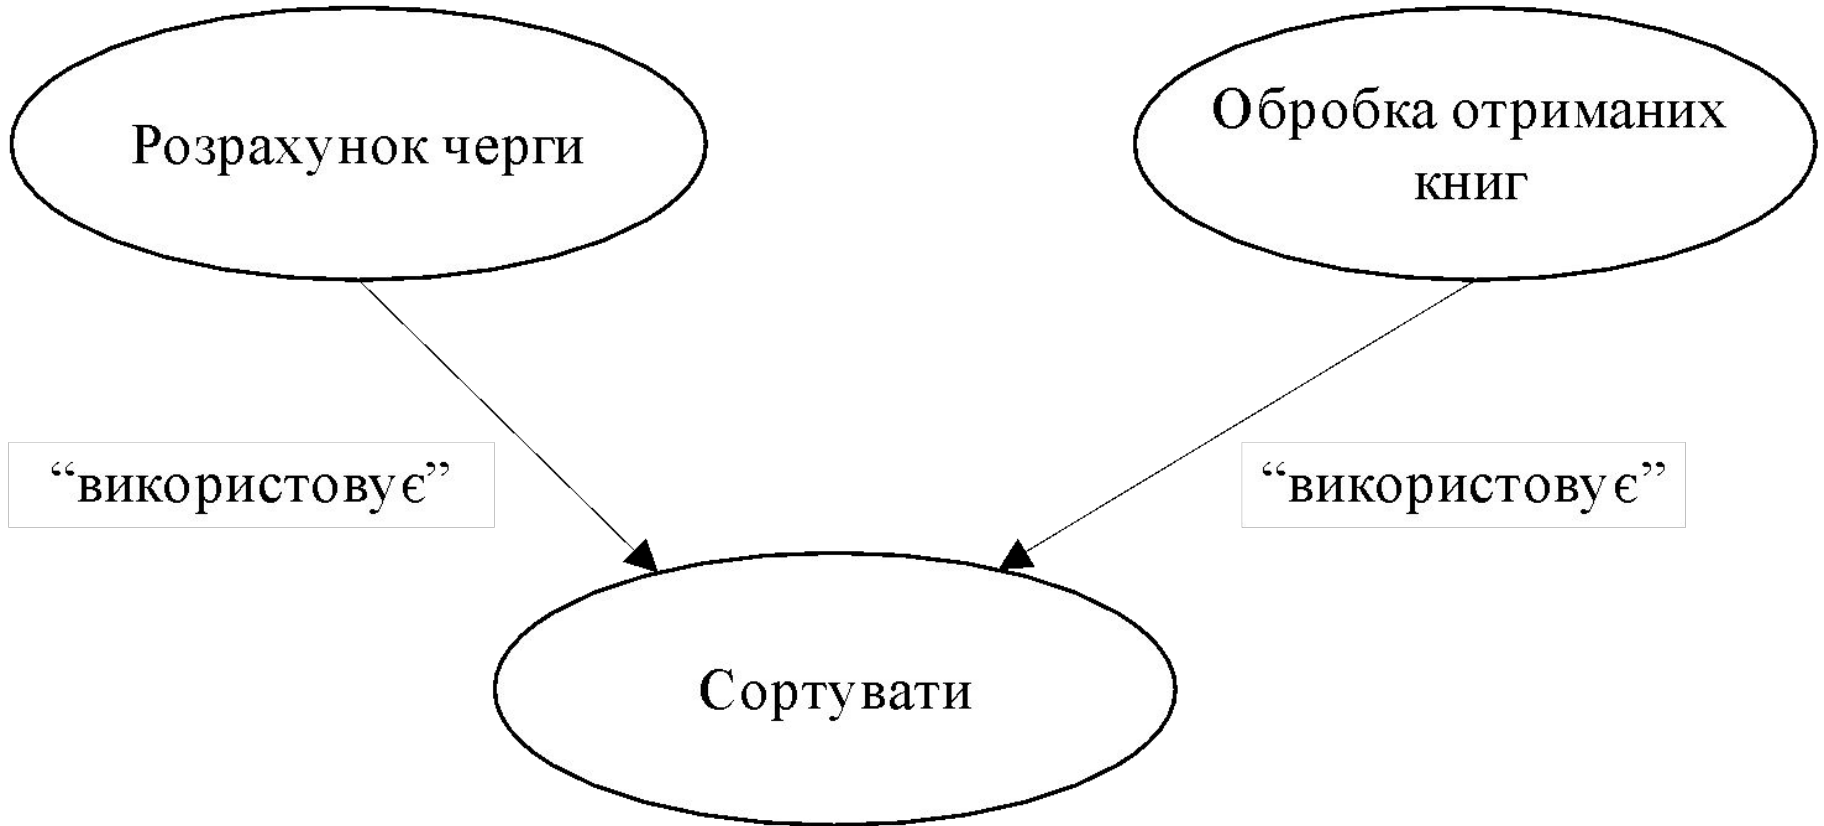 Розрахунок черги
Обробка отриманих
книг
“використовує”
“використовує”
Сортувати